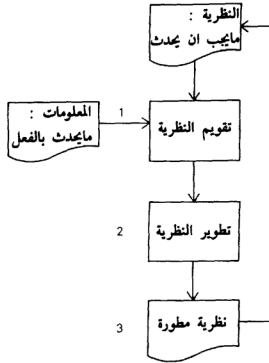 النظرية :
مايجب ان يحدث
المعلومات :
مايحدث بالفعل
1
تقويم النظرية
2
تطوير النظرية
3
نظرية مطورة